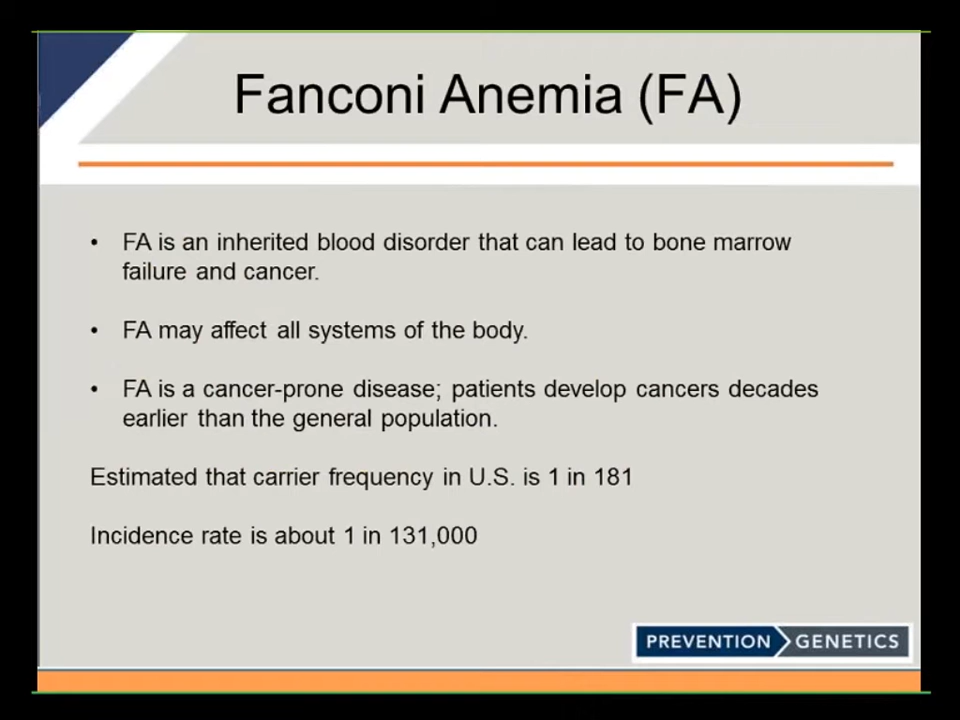 Fanconi Anemia (FA)
• FA is an inherited blood disorder that can lead to bone marrow
failure and cancer.
• FA may affect all systems of the body.
• FA is a cancer-prone disease; patients develop cancers decades
earlier than the general population.
Estimated that carrier frequency in U.S. is 1 in 181
Incidence rate is about 1 in 131,000
PREVENTION GENETICS